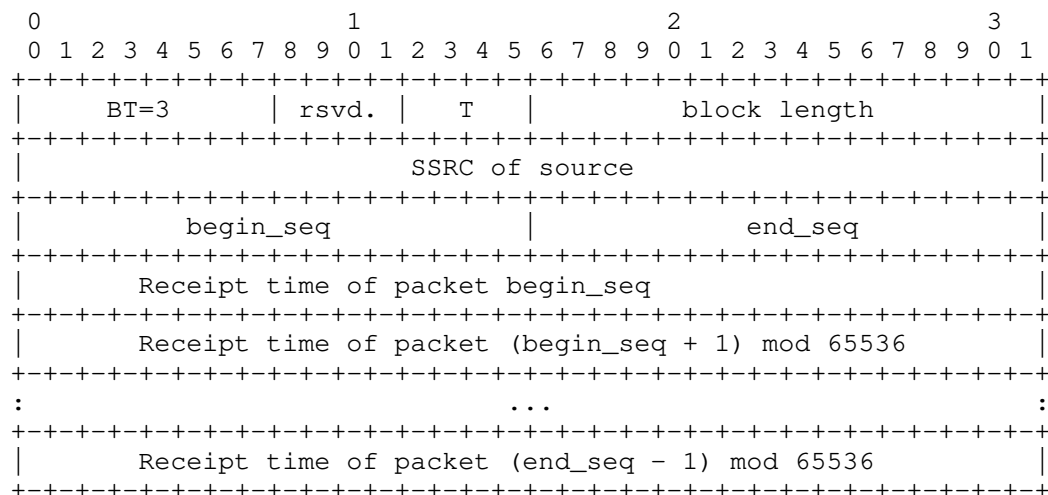 0                   1                   2                   3
 0 1 2 3 4 5 6 7 8 9 0 1 2 3 4 5 6 7 8 9 0 1 2 3 4 5 6 7 8 9 0 1
+-+-+-+-+-+-+-+-+-+-+-+-+-+-+-+-+-+-+-+-+-+-+-+-+-+-+-+-+-+-+-+-+
|     BT=3      | rsvd. |   T   |         block length          |
+-+-+-+-+-+-+-+-+-+-+-+-+-+-+-+-+-+-+-+-+-+-+-+-+-+-+-+-+-+-+-+-+
|                        SSRC of source                         |
+-+-+-+-+-+-+-+-+-+-+-+-+-+-+-+-+-+-+-+-+-+-+-+-+-+-+-+-+-+-+-+-+
|          begin_seq            |             end_seq           |
+-+-+-+-+-+-+-+-+-+-+-+-+-+-+-+-+-+-+-+-+-+-+-+-+-+-+-+-+-+-+-+-+
|       Receipt time of packet begin_seq                        |
+-+-+-+-+-+-+-+-+-+-+-+-+-+-+-+-+-+-+-+-+-+-+-+-+-+-+-+-+-+-+-+-+
|       Receipt time of packet (begin_seq + 1) mod 65536        |
+-+-+-+-+-+-+-+-+-+-+-+-+-+-+-+-+-+-+-+-+-+-+-+-+-+-+-+-+-+-+-+-+
:                              ...                              :
+-+-+-+-+-+-+-+-+-+-+-+-+-+-+-+-+-+-+-+-+-+-+-+-+-+-+-+-+-+-+-+-+
|       Receipt time of packet (end_seq - 1) mod 65536          |
+-+-+-+-+-+-+-+-+-+-+-+-+-+-+-+-+-+-+-+-+-+-+-+-+-+-+-+-+-+-+-+-+